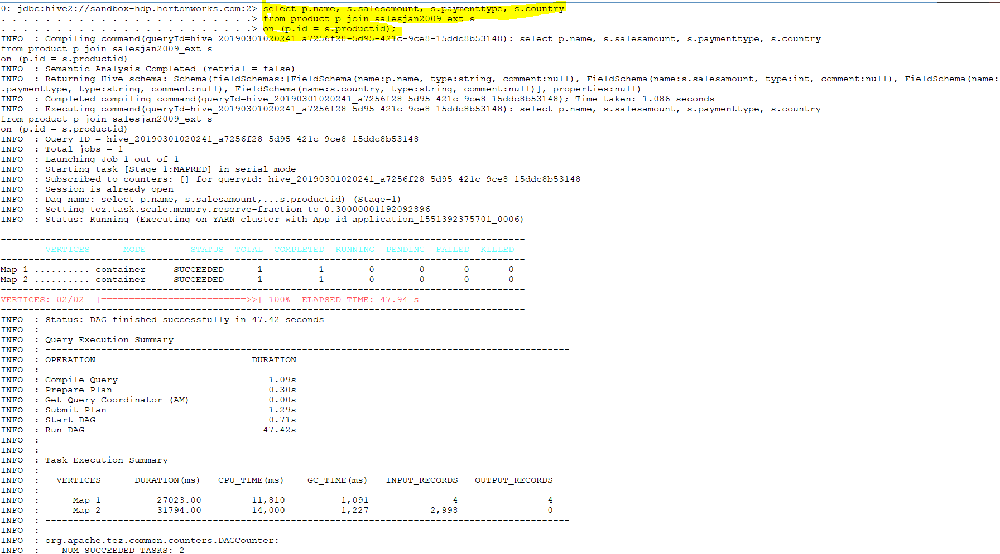 0: jdbc:hive2://sandbox-hdp.hortonworks.com:2> select p.name, s.salesamount, s.paymenttype, s.country
. . . . . . . . . . . . . . . . . . . . . . .> from product p join salesjan2009_ext s
. . . . . . . . . . . . . . . . . . . . . . .> on (p.id = s.productid);
INFO  : Compiling command(queryId=hive_20190301020241_a7256f28-5d95-421c-9ce8-15ddc8b53148): select p.name, s.salesamount, s.paymenttype, s.country
from product p join salesjan2009_ext s
on (p.id = s.productid)
INFO  : Semantic Analysis Completed (retrial = false)
INFO  : Returning Hive schema: Schema(fieldSchemas:[FieldSchema(name:p.name, type:string, comment:null), FieldSchema(name:s.salesamount, type:int, comment:null), FieldSchema(name:
.paymenttype, type:string, comment:null), FieldSchema(name:s.country, type:string, comment:null)], properties:null)
INFO  : Completed compiling command(queryId=hive_20190301020241_a7256f28-5d95-421c-9ce8-15ddc8b53148); Time taken: 1.086 seconds
INFO  : Executing command(queryId=hive_20190301020241_a7256f28-5d95-421c-9ce8-15ddc8b53148): select p.name, s.salesamount, s.paymenttype, s.country
from product p join salesjan2009_ext s
on (p.id = s.productid)
INFO  : Query ID = hive_20190301020241_a7256f28-5d95-421c-9ce8-15ddc8b53148
INFO  : Total jobs = 1
INFO  : Launching Job 1 out of 1
INFO  : Starting task [Stage-1:MAPRED] in serial mode
INFO  : Subscribed to counters: [] for queryId: hive_20190301020241_a7256f28-5d95-421c-9ce8-15ddc8b53148
INFO  : Session is already open
INFO  : Dag name: select p.name, s.salesamount,...s.productid) (Stage-1)
INFO  : Setting tez.task.scale.memory.reserve-fraction to 0.30000001192092896
INFO  : Status: Running (Executing on YARN cluster with App id application_1551392375701_0006)
----------------------------------------------------------------------------------------------
        VERTICES      MODE        STATUS  TOTAL  COMPLETED  RUNNING  PENDING  FAILED  KILLED
----------------------------------------------------------------------------------------------
Map 1 .......... container     SUCCEEDED      1          1        0        0       0       0
Map 2 .......... container     SUCCEEDED      1          1        0        0       0       0
----------------------------------------------------------------------------------------------
VERTICES: 02/02  [==========================>>] 100%  ELAPSED TIME: 47.94 s
----------------------------------------------------------------------------------------------
INFO  : Status: DAG finished successfully in 47.42 seconds
INFO  :
INFO  : Query Execution Summary
INFO  : ----------------------------------------------------------------------------------------------
INFO  : OPERATION                            DURATION
INFO  : ----------------------------------------------------------------------------------------------
INFO  : Compile Query                           1.09s
INFO  : Prepare Plan                            0.30s
INFO  : Get Query Coordinator (AM)              0.00s
INFO  : Submit Plan                             1.29s
INFO  : Start DAG                               0.71s
INFO  : Run DAG                                47.42s
INFO  : ----------------------------------------------------------------------------------------------
INFO  :
INFO  : Task Execution Summary
INFO  : ----------------------------------------------------------------------------------------------
INFO  :   VERTICES      DURATION(ms)   CPU_TIME(ms)    GC_TIME(ms)   INPUT_RECORDS   OUTPUT_RECORDS
INFO  : ----------------------------------------------------------------------------------------------
INFO  :      Map 1          27023.00         11,810          1,091               4                4
INFO  :      Map 2          31794.00         14,000          1,227           2,998                0
INFO  : ----------------------------------------------------------------------------------------------
INFO  :
INFO  : org.apache.tez.common.counters.DAGCounter:
INFO  :    NUM_SUCCEEDED_TASKS: 2